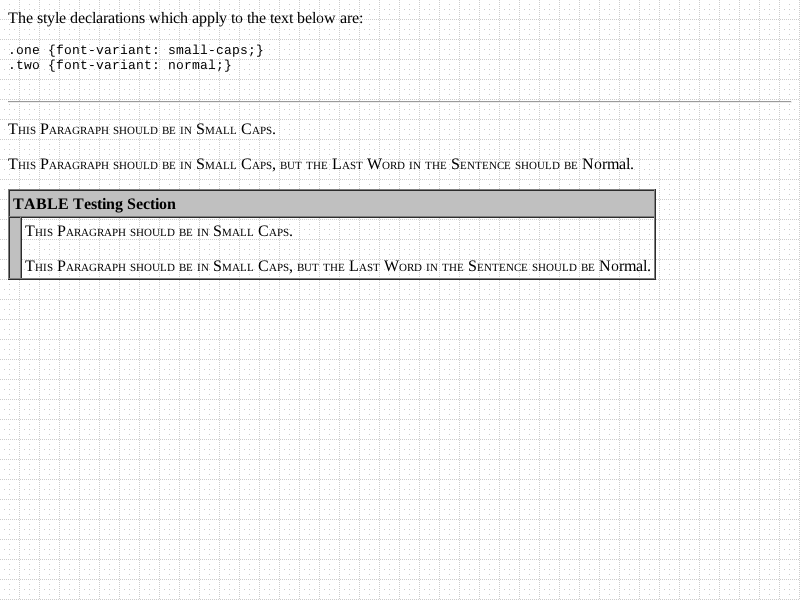 The style declarations which apply to the text below are:
.one {font-variant: small-caps;}
.two {font-variant: normal;}
This Paragraph should be in Small Caps.
This Paragraph should be in Small Caps, but the Last Word in the Sentence should be Normal.
TABLE Testing Section
This Paragraph should be in Small Caps.
This Paragraph should be in Small Caps, but the Last Word in the Sentence should be Normal.